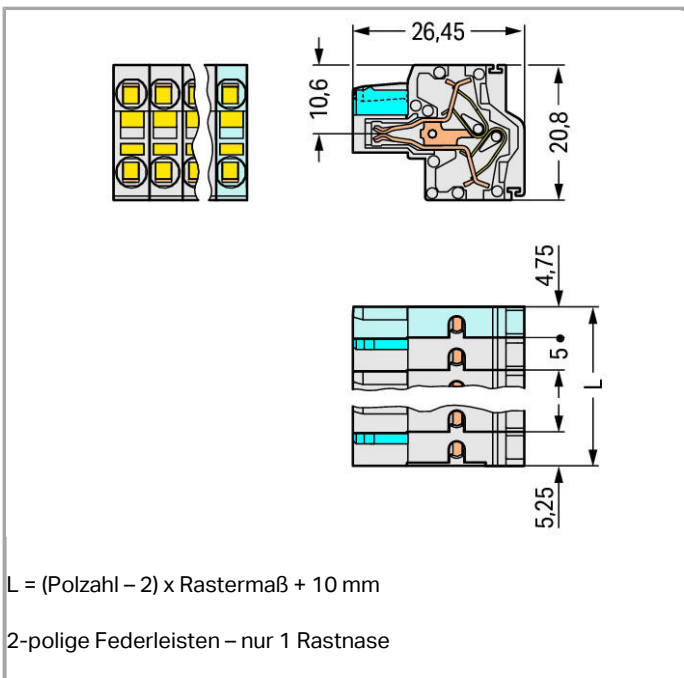 26,45
10,6
20,8
4,75
5
L
5,25
L = (Polzahl – 2) x Rastermaß + 10 mm
2-polige Federleisten – nur 1 Rastnase